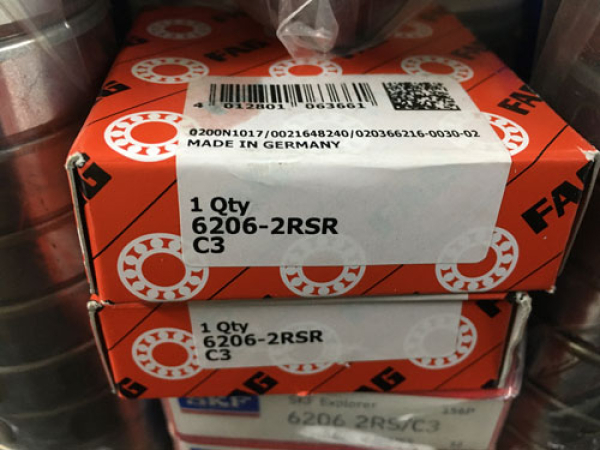 FAG
FAG
4 012801 063661
0200N1017/0021648240/020366216-0030-02
MADE IN GERMANY
1 Qty
6206-2RSR
C3
FAG
1 Qty
6206-2RSR
C3
FAG
SKF Explorer
SKF
6206 2RS/C3